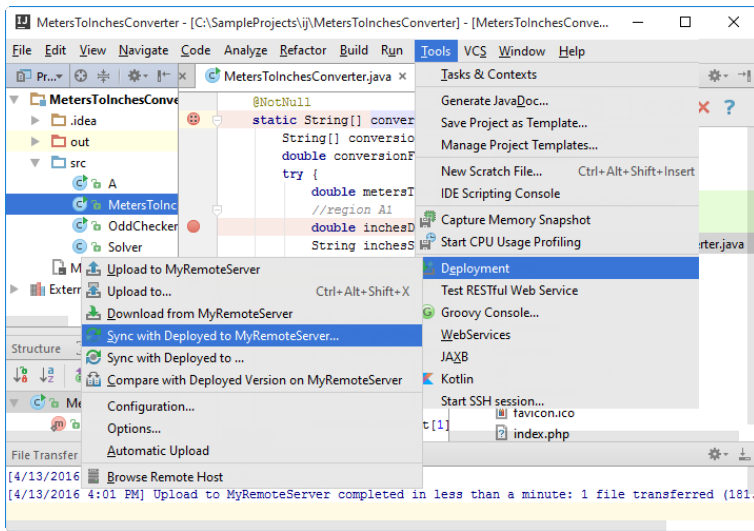 MetersToInchesConverter - [C:\SampleProjects\ij\MetersToInchesConverter] - [MetersToInchesConve...
File Edit View Navigate Code Analyze Refactor Build Run Tools VCS Window Help
Pr...
MetersToInchesConverter.java
MetersToInchesConve
.idea
out
src
A
MetersToInc
OddChecker
Solver
M
Extern
@NotNull
static String[] conver
String[] conversio
double conversionF
try {
double metersT
//region A1
double inchesD
String inchesS
Tasks & Contexts
Generate JavaDoc...
Save Project as Template...
Manage Project Templates...
New Scratch File... Ctrl+Alt+Shift+Insert
IDE Scripting Console
Capture Memory Snapshot
Start CPU Usage Profiling
Deployment
Test RESTful Web Service
Groovy Console...
WebServices
JAXB
Kotlin
Start SSH session...
rter.java
Upload to MyRemoteServer
Upload to... Ctrl+Alt+Shift+X
Download from MyRemoteServer
Sync with Deployed to MyRemoteServer...
Sync with Deployed to ...
Compare with Deployed Version on MyRemoteServer
Configuration...
Options...
Automatic Upload
Browse Remote Host
Structure
Me
t[1]
favicon.ico
index.php
File Transfer
[4/13/2016
[4/13/2016 4:01 PM] Upload to MyRemoteServer completed in less than a minute: 1 file transferred (181.